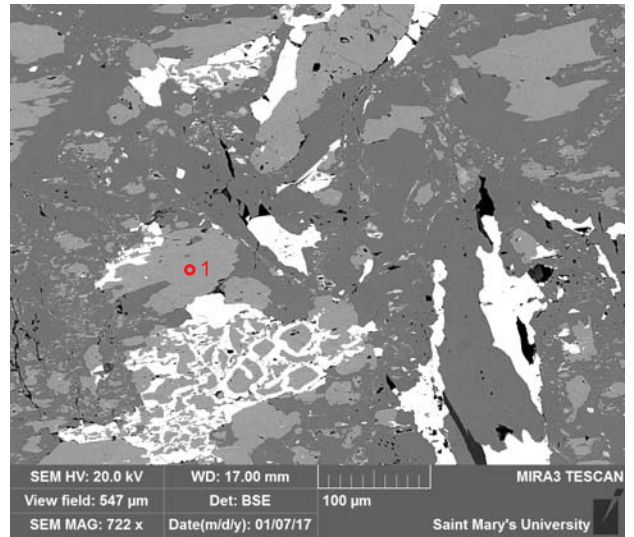 1
SEM HV: 20.0 kV WD: 17.00 mm MIRA3 TESCAN
View field: 547 µm Det: BSE 100 µm
SEM MAG: 722 x Date(m/d/y): 01/07/17 Saint Mary's University